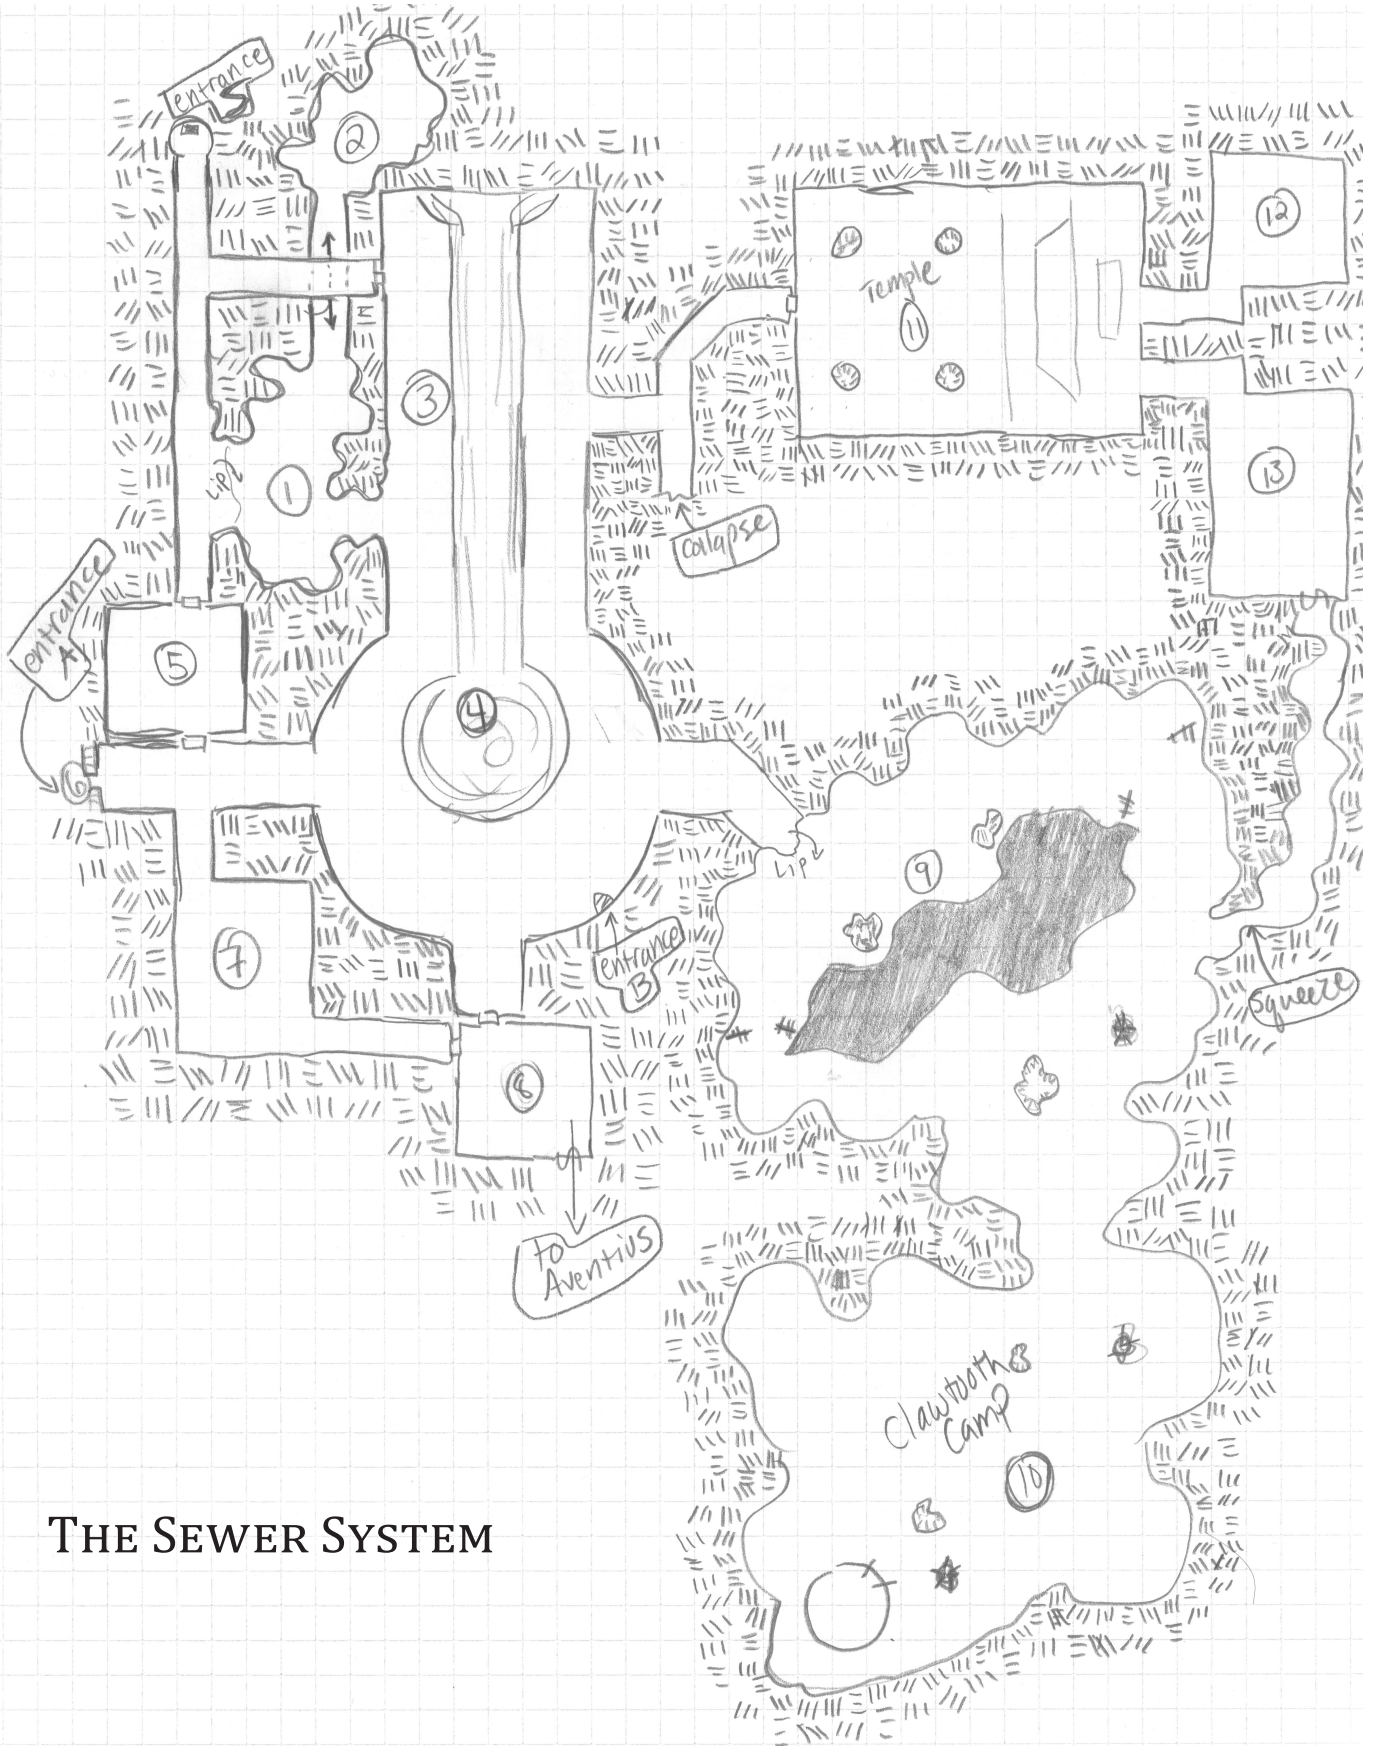 entrance
S
2
12
Temple
11
3
Lip
1
13
collapse
entrance
A
5
4
6
9
Lip
7
entrance
B
squeeze
8
to
Aventius
Clawtooth
Camp
10
THE SEWER SYSTEM